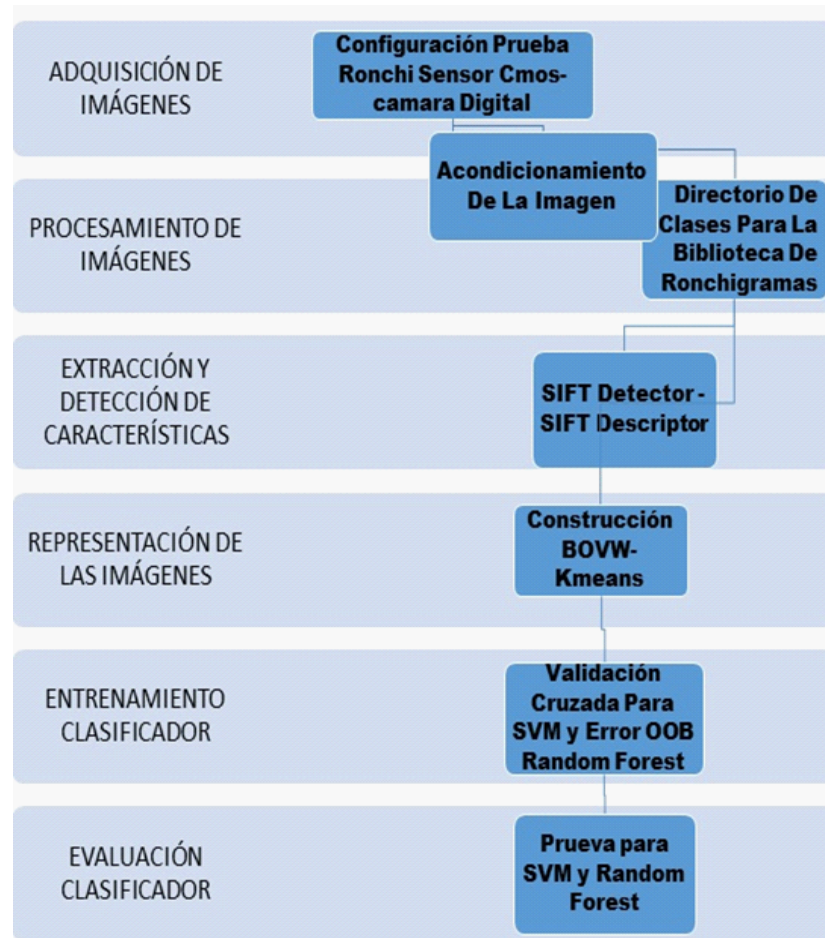 ADQUISICIÓN DE
IMÁGENES
Configuración Prueba
Ronchi Sensor Cmos-
camara Digital
Acondicionamiento
De La Imagen
PROCESAMIENTO DE
IMÁGENES
Directorio De
Clases Para La
Biblioteca De
Ronchigramas
EXTRACCIÓN Y
DETECCIÓN DE
CARACTERÍSTICAS
SIFT Detector -
SIFT Descriptor
REPRESENTACIÓN DE
LAS IMÁGENES
Construcción
BOVW-
Kmeans
ENTRENAMIENTO
CLASIFICADOR
Validación
Cruzada Para
SVM y Error OOB
Random Forest
EVALUACIÓN
CLASIFICADOR
Prueva para
SVM y Random
Forest